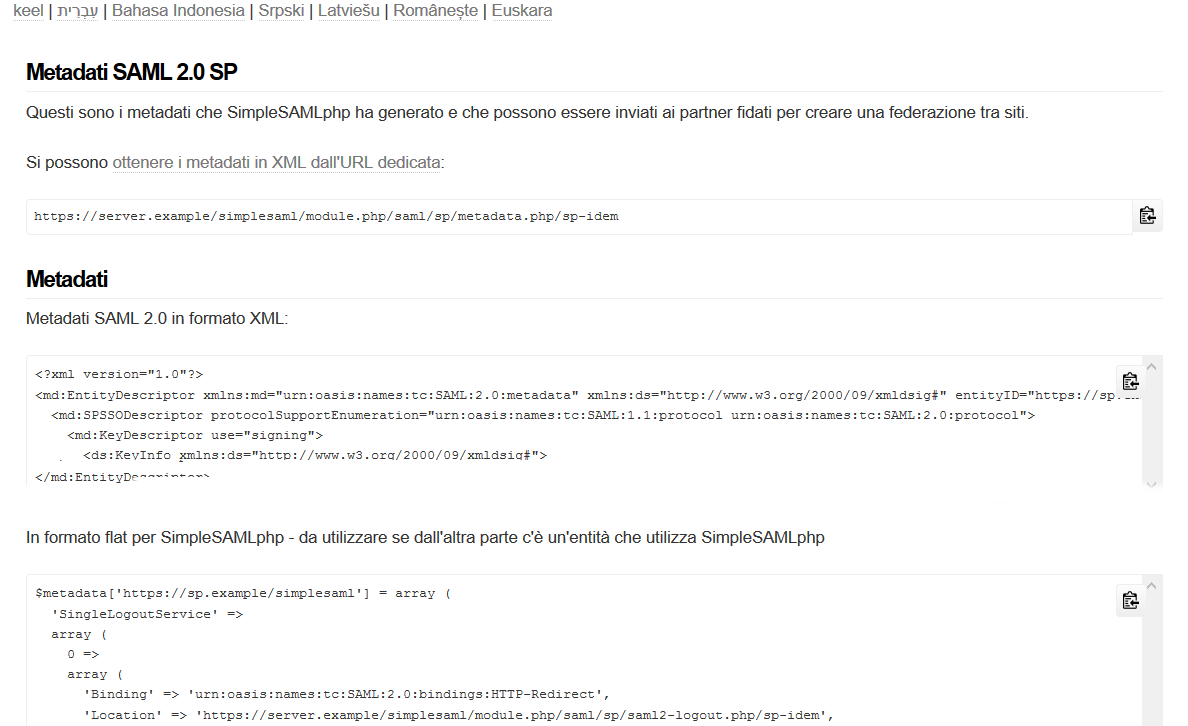 keel | עִבְרִית | Bahasa Indonesia | Srpski | Latviešu | Românește | Euskara
Metadati SAML 2.0 SP
Questi sono i metadati che SimpleSAMLphp ha generato e che possono essere inviati ai partner fidati per creare una federazione tra siti.
Si possono ottenere i metadati in XML dall'URL dedicata:
https://server.example/simplesaml/module.php/saml/sp/metadata.php/sp-idem
Metadati
Metadati SAML 2.0 in formato XML:
<?xml version="1.0"?>
<md:EntityDescriptor xmlns:md="urn:oasis:names:tc:SAML:2.0:metadata" xmlns:ds="http://www.w3.org/2000/09/xmldsig#" entityID="https://sp.
<md:SPSSODescriptor protocolSupportEnumeration="urn:oasis:names:tc:SAML:1.1:protocol urn:oasis:names:tc:SAML:2.0:protocol">
<md:KeyDescriptor use="signing">
<ds:KeyInfo xmlns:ds="http://www.w3.org/2000/09/xmldsig#">
</md:EntityDescriptor>
In formato flat per SimpleSAMLphp - da utilizzare se dall'altra parte c'è un'entità che utilizza SimpleSAMLphp
$metadata['https://sp.example/simplesaml'] = array (
'SingleLogoutService' =>
array (
0 =>
array (
'Binding' => 'urn:oasis:names:tc:SAML:2.0:bindings:HTTP-Redirect',
'Location' => 'https://server.example/simplesaml/module.php/saml/sp/saml2-logout.php/sp-idem',